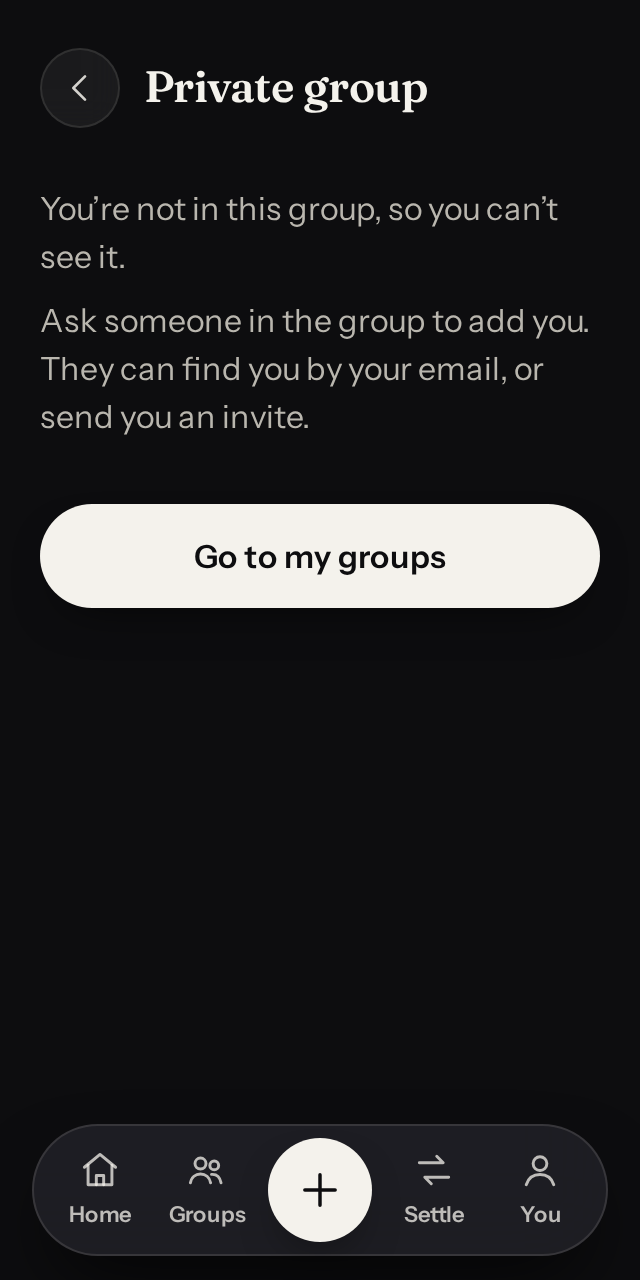 Private group
You’re not in this group, so you can’t
see it.
Ask someone in the group to add you.
They can find you by your email, or
send you an invite.
Go to my groups
Home
Groups
Settle
You